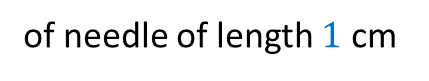 of needle of length 1 cm